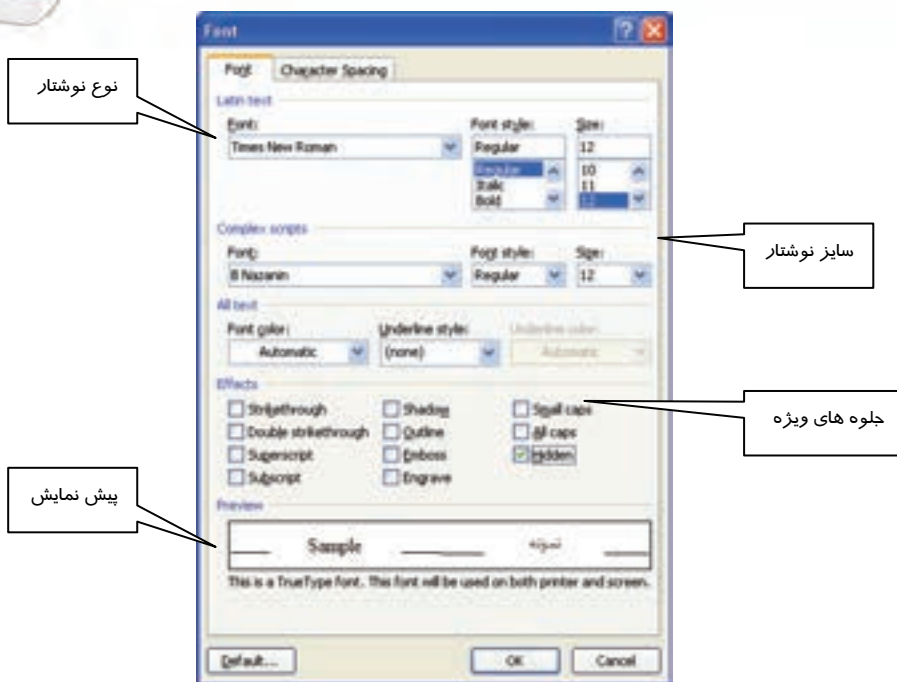 Font
Font Character Spacing
Latin text
Font: Font style: Size:
Times New Roman Regular 12
Regular 10
Italic 11
Bold 12
Complex scripts
Font: Font style: Size:
B Nazanin Regular 12
All text
Font color: Underline style: Underline color:
Automatic (none) Automatic
Effects
Strikethrough Shadow Small caps
Double strikethrough Outline All caps
Superscript Emboss Hidden
Subscript Engrave
Preview
Sample نمونه
This is a TrueType font. This font will be used on both printer and screen.
Default... OK Cancel
نوع نوشتار
سایز نوشتار
جلوه های ویژه
پیش نمایش